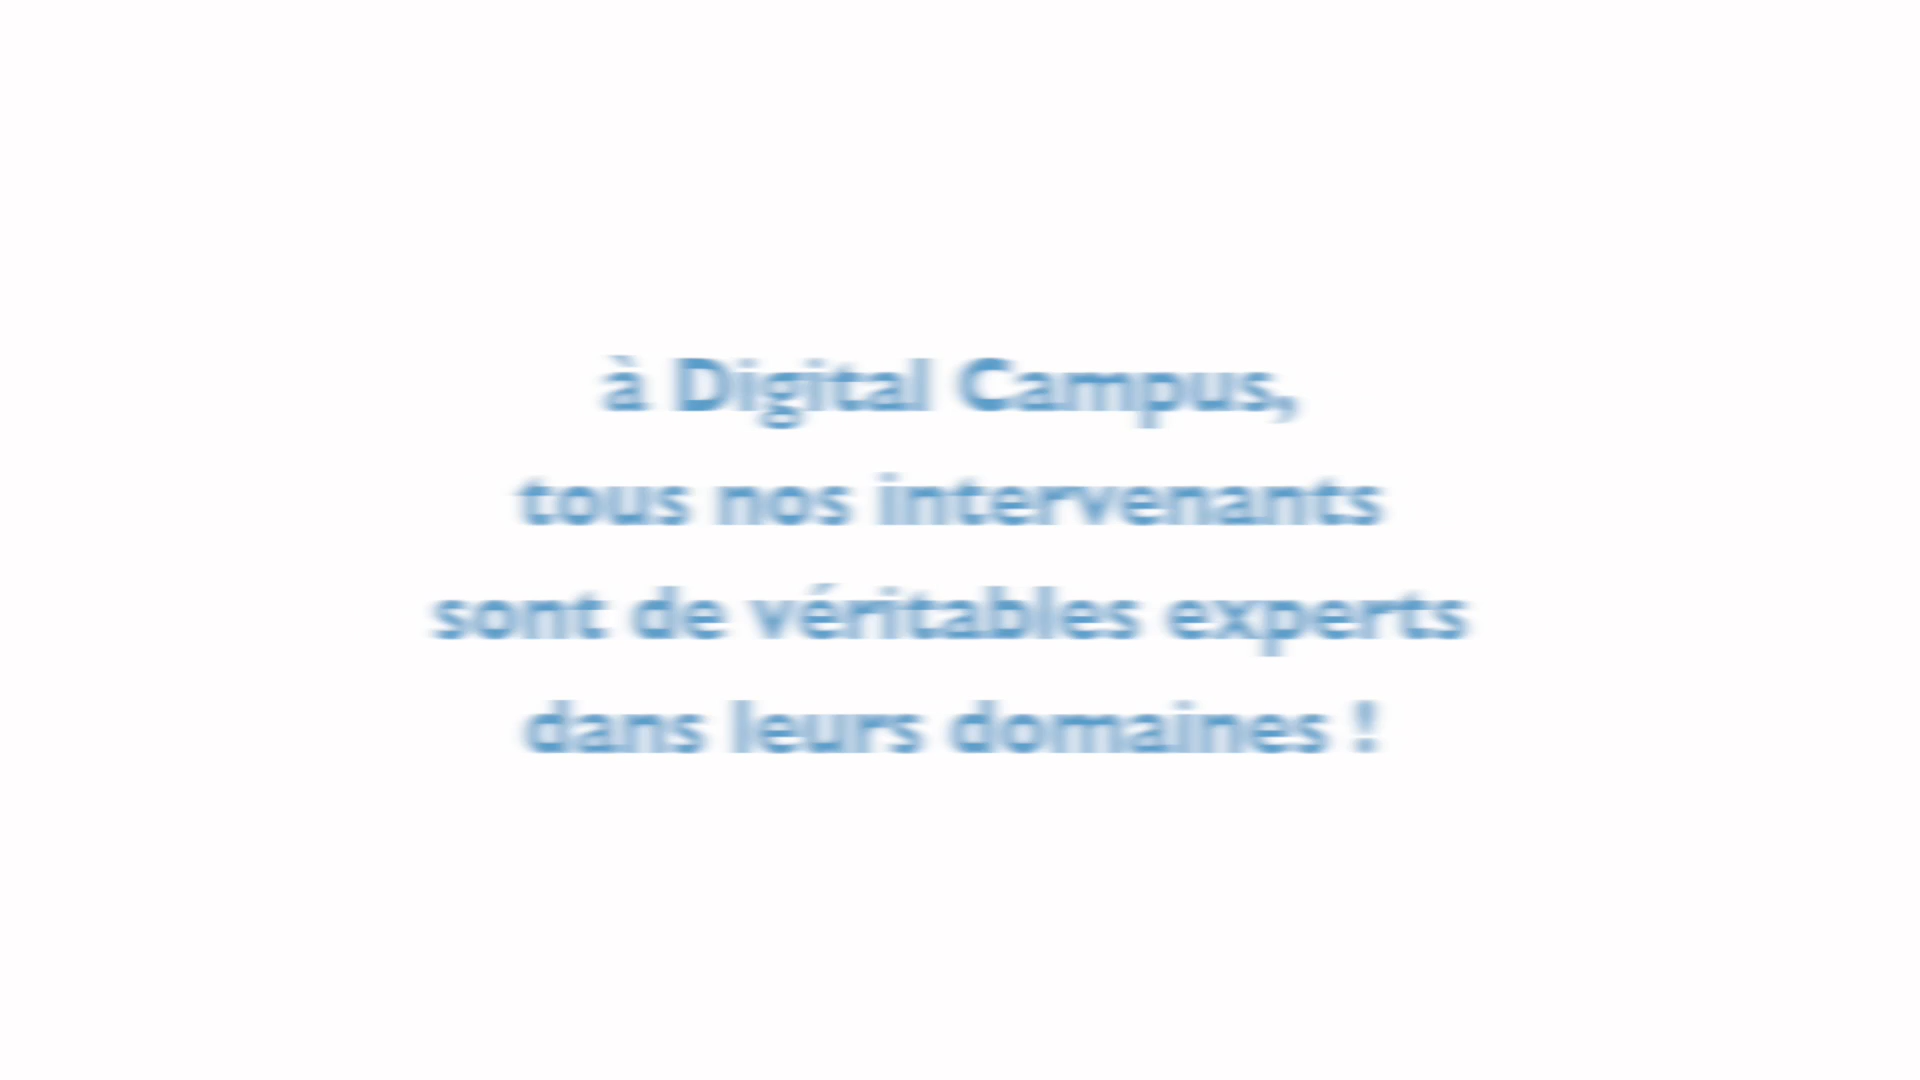 à Digital Campus,
tous nos intervenants
sont de véritables experts
dans leurs domaines !